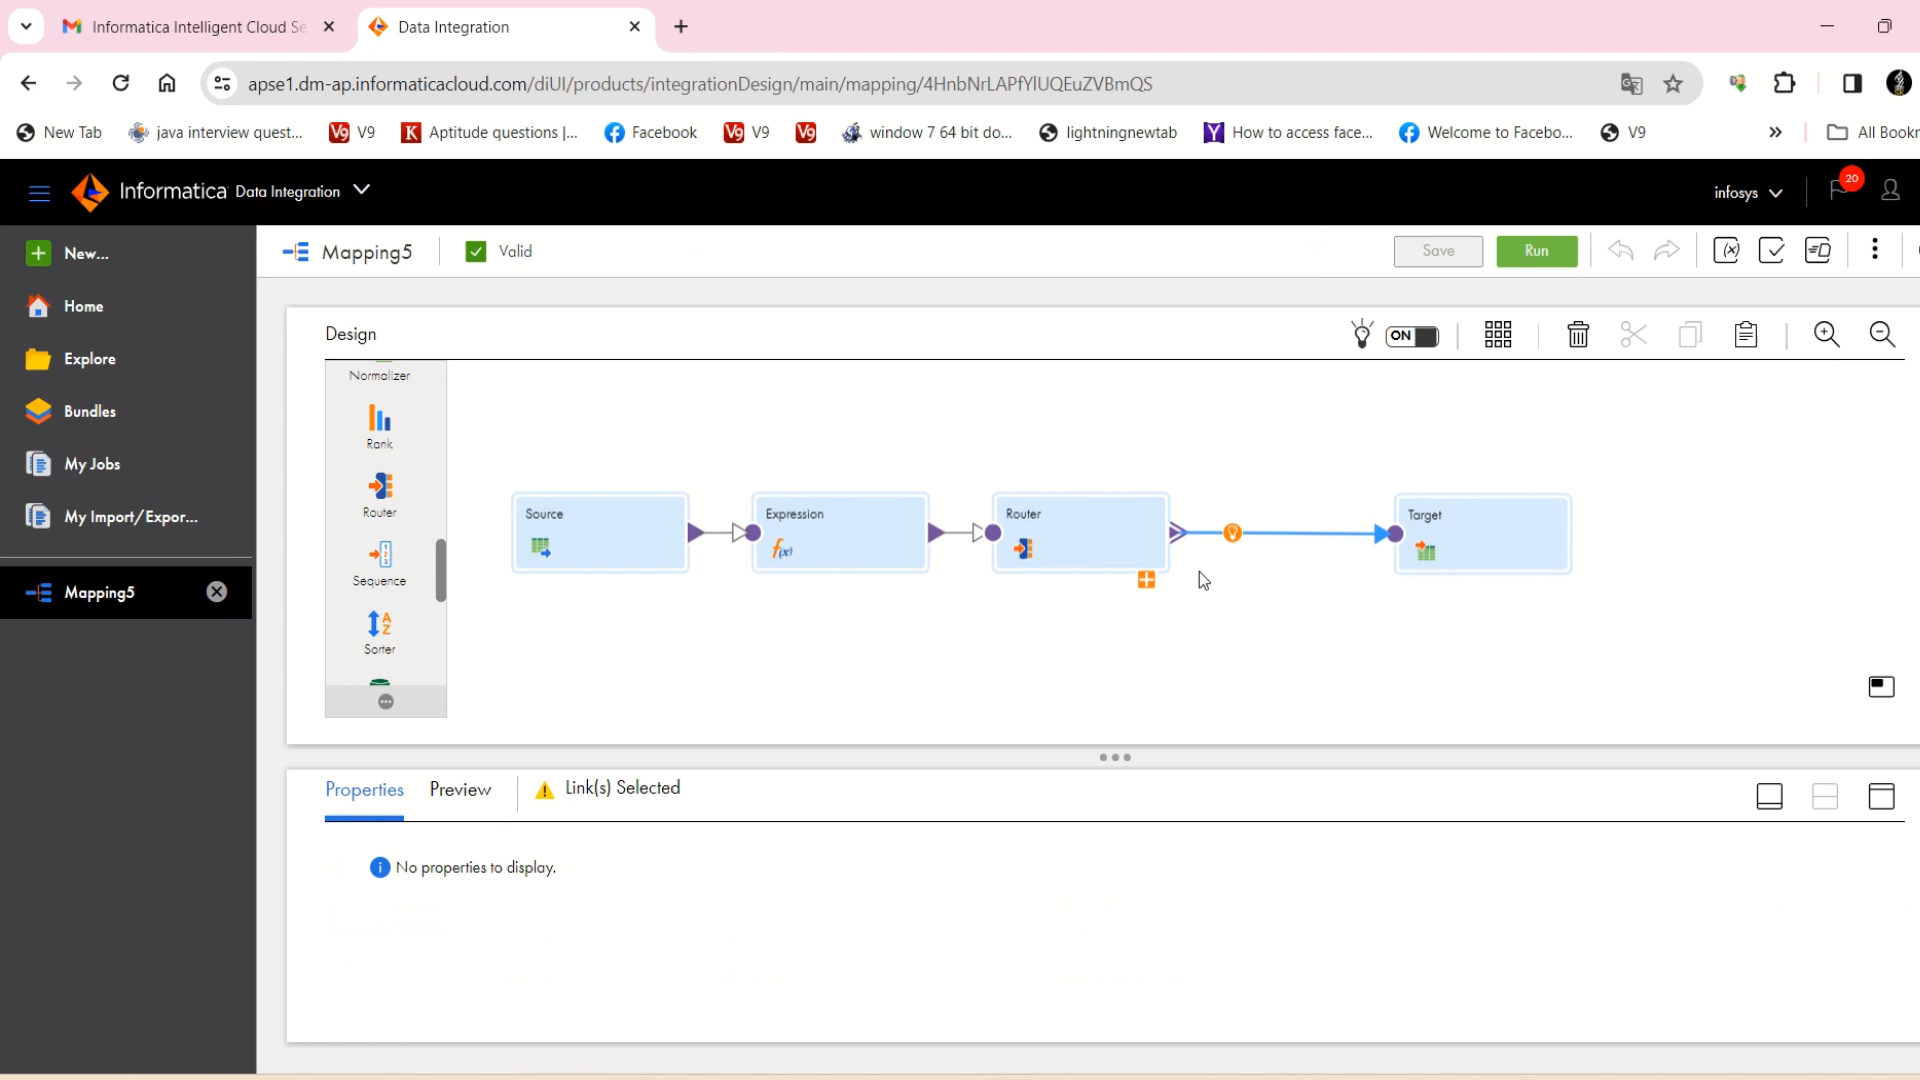 Informatica Intelligent Cloud Se
Data Integration
apse1.dm-ap.informaticacloud.com/diUI/products/integrationDesign/main/mapping/4HnbNrLAPfYlUQEuZVBmQS
New Tab
java interview quest...
V9
Aptitude questions |...
Facebook
V9
window 7 64 bit do...
lightningnewtab
How to access face...
Welcome to Facebo...
V9
»
All Bookr
Informatica Data Integration
infosys
20
New...
Home
Explore
Bundles
My Jobs
My Import/Expor...
Mapping5
Mapping5
Valid
Save
Run
Design
ON
Normalizer
Rank
Router
Sequence
Sorter
Source
Expression
f(x)
Router
Target
Properties
Preview
Link(s) Selected
No properties to display.